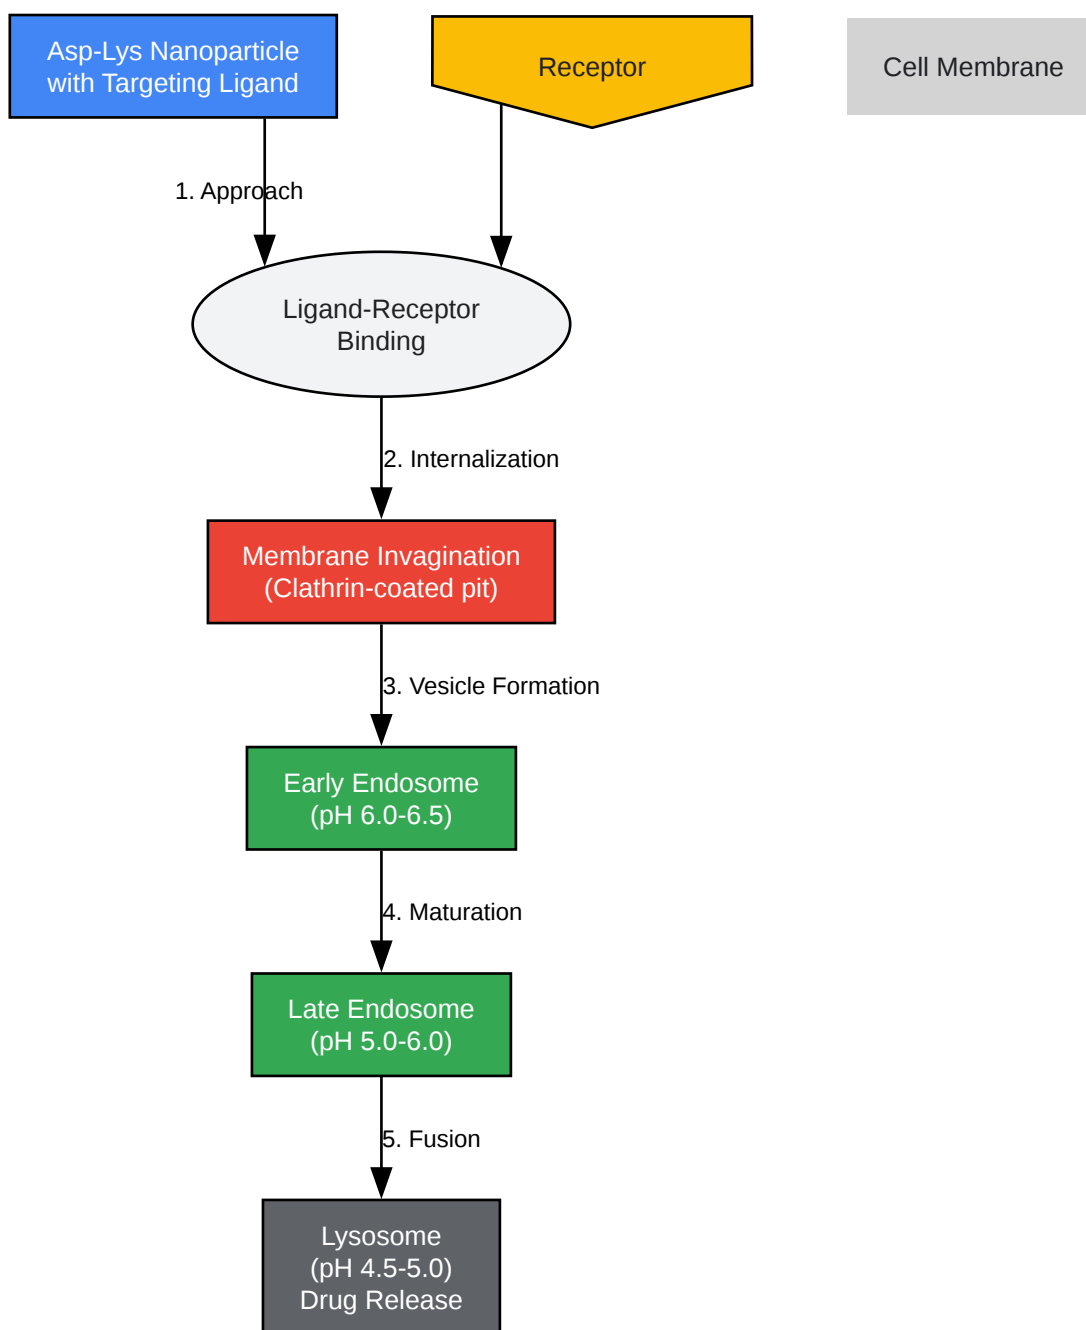 Asp-Lys Nanoparticle
with Targeting Ligand
Receptor
Cell Membrane
1. Approach
Ligand-Receptor
Binding
2. Internalization
Membrane Invagination
(Clathrin-coated pit)
3. Vesicle Formation
Early Endosome
(pH 6.0-6.5)
4. Maturation
Late Endosome
(pH 5.0-6.0)
5. Fusion
Lysosome
(pH 4.5-5.0)
Drug Release